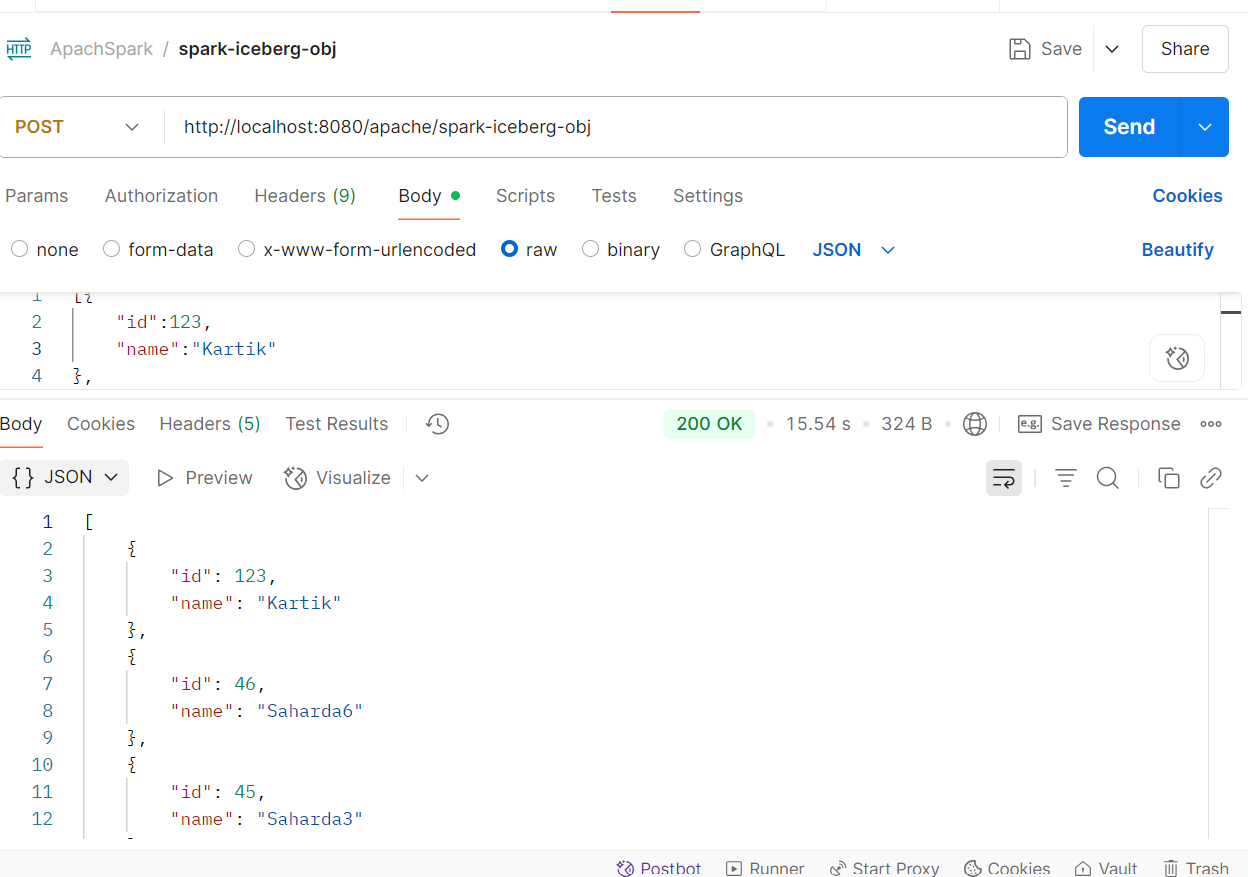 HTTP ApachSpark / spark-iceberg-obj Save Share
POST http://localhost:8080/apache/spark-iceberg-obj Send
Params Authorization Headers (9) Body Scripts Tests Settings Cookies
none form-data x-www-form-urlencoded raw binary GraphQL JSON Beautify
1 [{
2 "id":123,
3 "name":"Kartik"
4 },
Body Cookies Headers (5) Test Results 200 OK 15.54 s 324 B e.g. Save Response
{} JSON Preview Visualize
1 [
2 {
3 "id": 123,
4 "name": "Kartik"
5 },
6 {
7 "id": 46,
8 "name": "Saharda6"
9 },
10 {
11 "id": 45,
12 "name": "Saharda3"
Postbot Runner Start Proxy Cookies Vault Trash